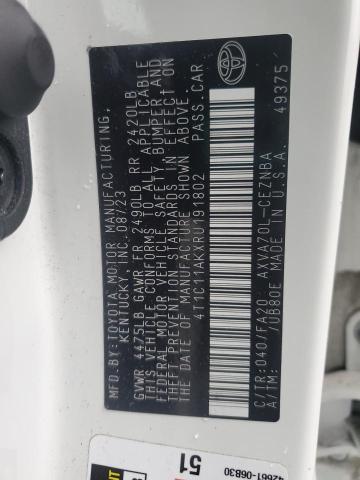 MFD.BY:TOYOTA MOTOR MANUFACTURING,
KENTUCKY, INC. 08/23
GVWR 4475LB GAWR FR 2490LB RR 2420LB
THIS VEHICLE CONFORMS TO ALL APPLICABLE
FEDERAL MOTOR VEHICLE SAFETY, BUMPER AND
THEFT PREVENTION STANDARDS IN EFFECT ON
THE DATE OF MANUFACTURE SHOWN ABOVE.
4T1C11AKXRU191802 PASS.CAR
C/TR:040/FA20 AXVA70L-CEZNBA
A/TM: /UB80E MADE IN U.S.A.
49375
51
42661-06B30